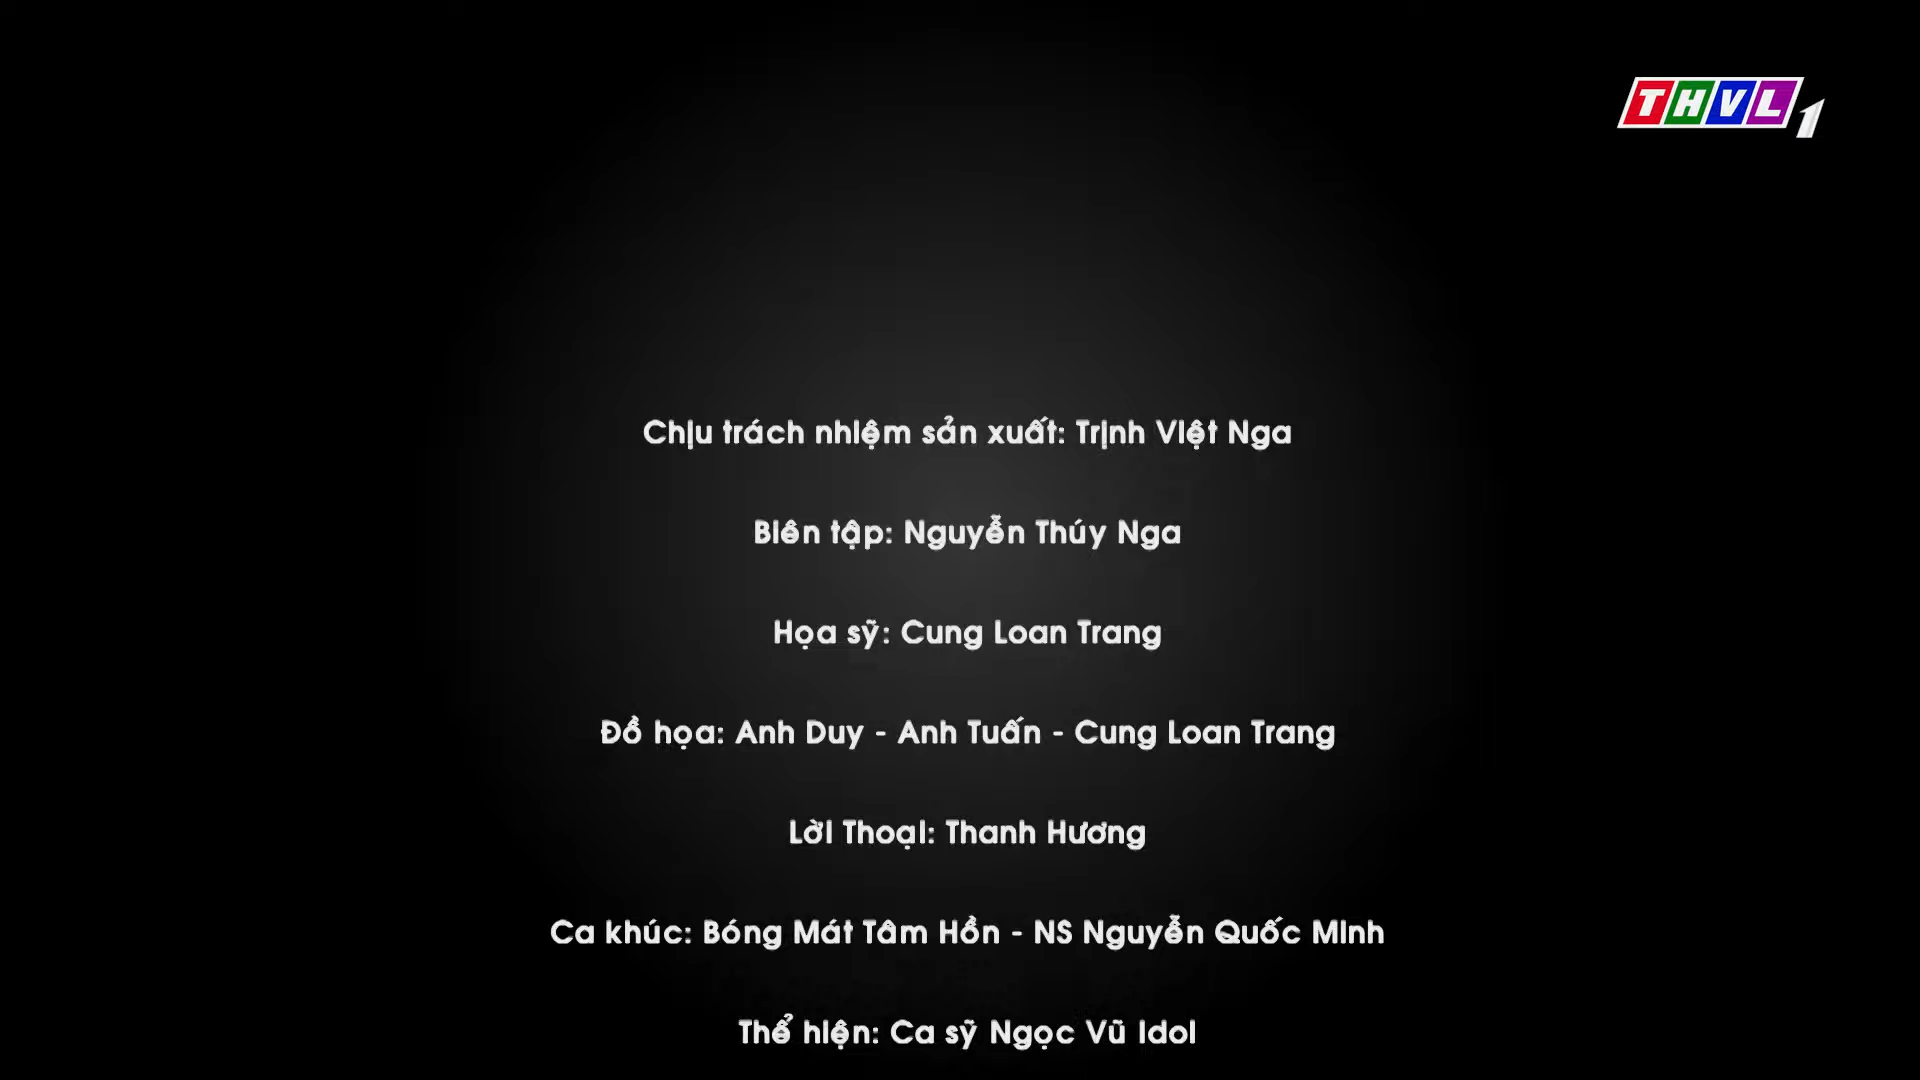 THVL1
Chịu trách nhiệm sản xuất: Trịnh Việt Nga
Biên tập: Nguyễn Thúy Nga
Họa sỹ: Cung Loan Trang
Đồ họa: Anh Duy - Anh Tuấn - Cung Loan Trang
Lời Thoại: Thanh Hương
Ca khúc: Bóng Mát Tâm Hồn - NS Nguyễn Quốc Minh
Thể hiện: Ca sỹ Ngọc Vũ Idol